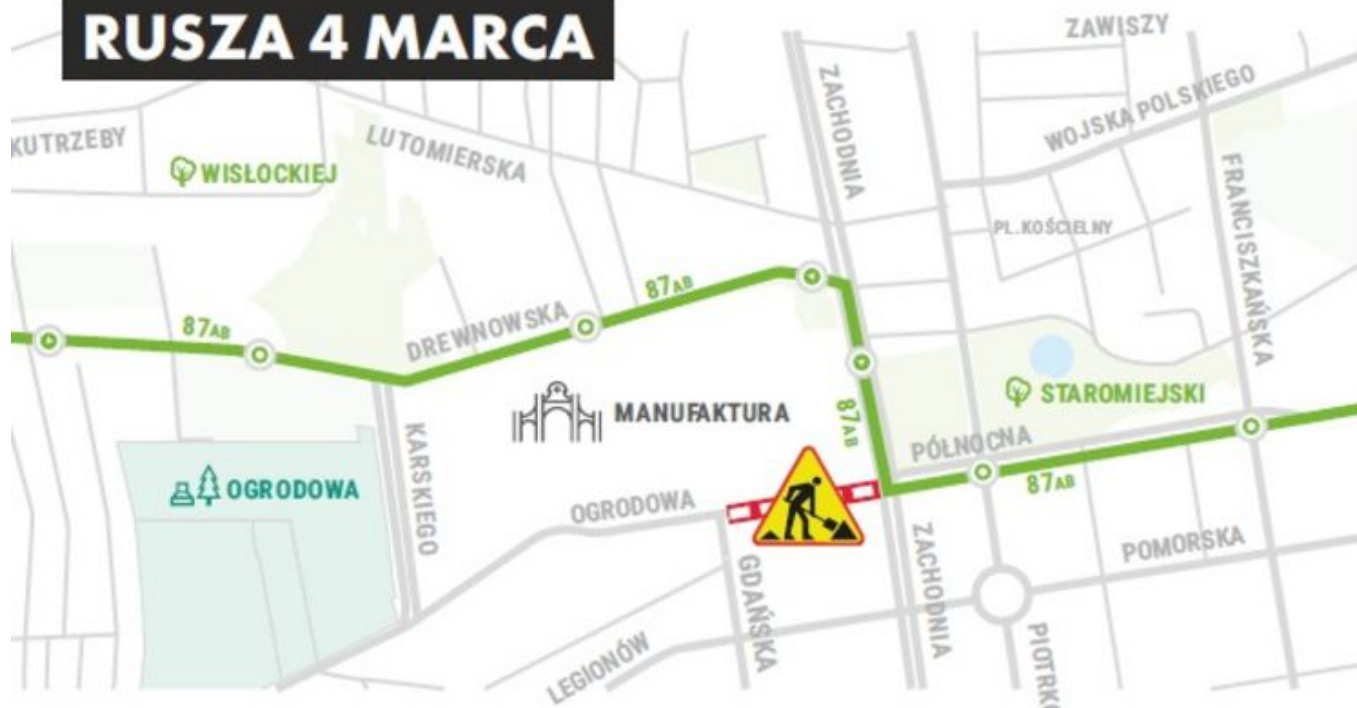 RUSZA 4 MARCA
ZAWISZY
KUTRZEBY
LUTOMIERSKA
ZACHODNIA
WOJSKA POLSKIEGO
WISŁOCKIEJ
FRANCISZKAŃSKA
PL.KOŚCIELNY
87AB
87AB
DREWNOWSKA
MANUFAKTURA
87AB
STAROMIEJSKI
KARSKIEGO
PÓŁNOCNA
87AB
OGRODOWA
OGRODOWA
ZACHODNIA
POMORSKA
GDAŃSKA
LEGIONÓW
PIOTRKO